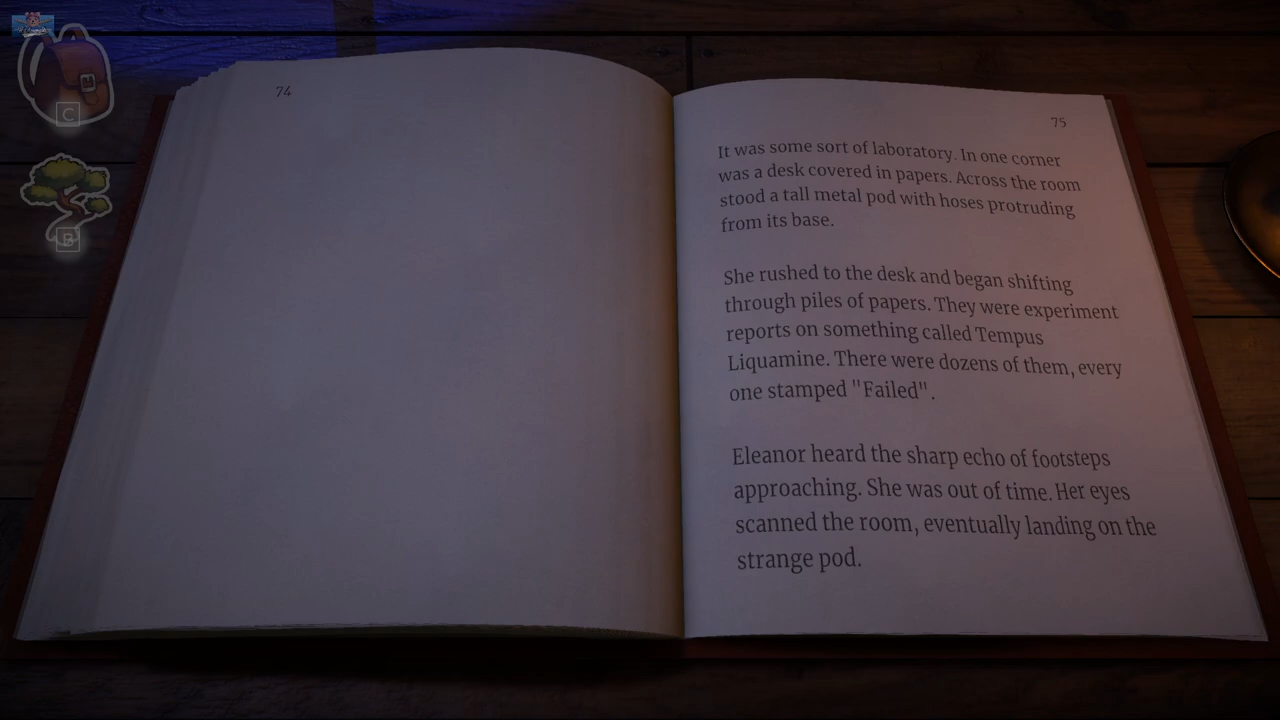 C
B
74
75
It was some sort of laboratory. In one corner
was a desk covered in papers. Across the room
stood a tall metal pod with hoses protruding
from its base.
She rushed to the desk and began shifting
through piles of papers. They were experiment
reports on something called Tempus
Liquamine. There were dozens of them, every
one stamped "Failed".
Eleanor heard the sharp echo of footsteps
approaching. She was out of time. Her eyes
scanned the room, eventually landing on the
strange pod.